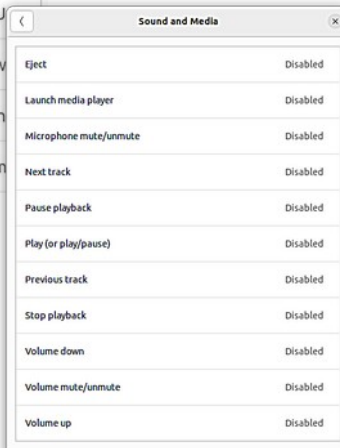 Sound and Media
Eject Disabled
Launch media player Disabled
Microphone mute/unmute Disabled
Next track Disabled
Pause playback Disabled
Play (or play/pause) Disabled
Previous track Disabled
Stop playback Disabled
Volume down Disabled
Volume mute/unmute Disabled
Volume up Disabled